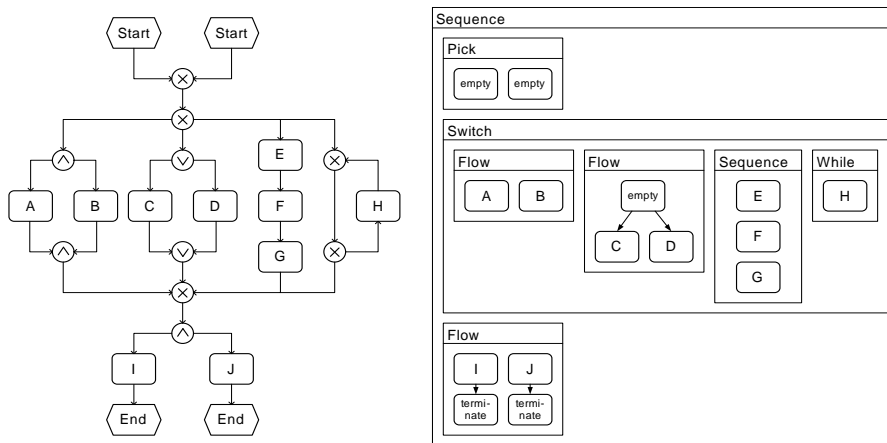 Start Start
A B C D E F G H
I J
End End
Sequence
Pick
empty empty
Switch
Flow Flow Sequence While
A B empty E H
C D F
G
Flow
I J
termi-
nate
termi-
nate